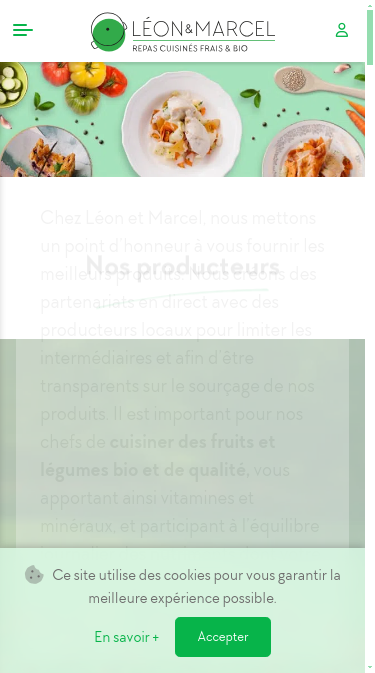 LÉON&MARCEL
REPAS CUISINÉS FRAIS & BIO
Chez Léon et Marcel, nous mettons
un point d'honneur à vous fournir les
Nos producteurs
meilleurs produits. Nous créons des
partenariats en direct avec des
producteurs locaux pour limiter les
intermédiaires et afin d'être
transparents sur le sourçage de nos
produits. Il est important pour nos
chefs de cuisiner des fruits et
légumes bio et de qualité, vous
apportant ainsi vitamines et
minéraux, et participant à l'équilibre
Ce site utilise des cookies pour vous garantir la
meilleure expérience possible.
En savoir +
Accepter